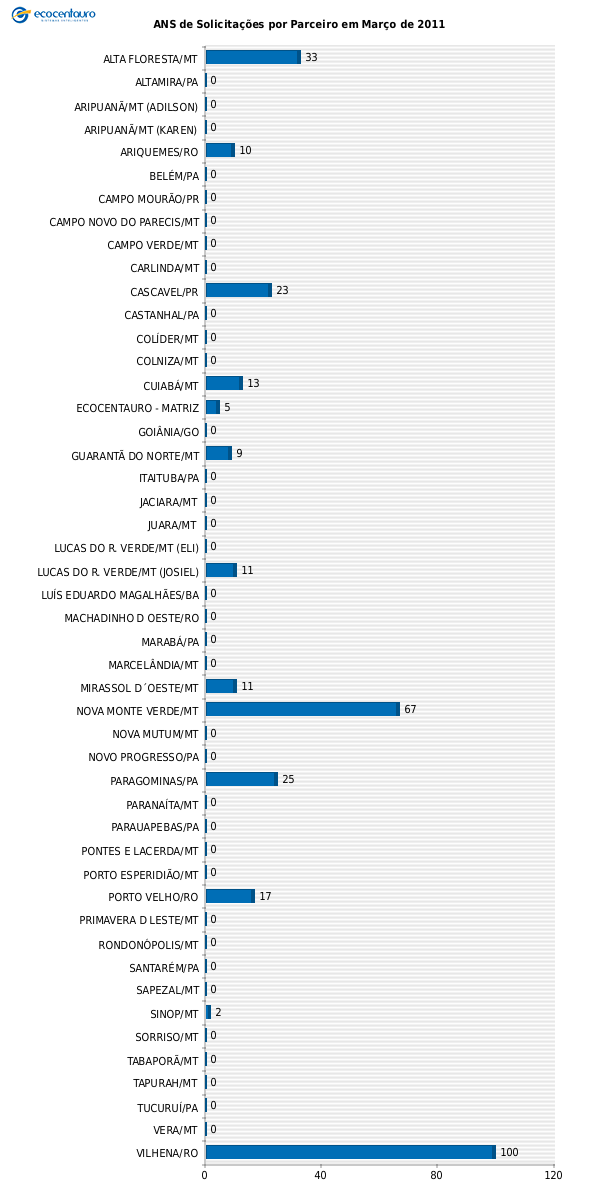 ecocentauro
ANS de Solicitações por Parceiro em Março de 2011
ALTA FLORESTA/MT 33
ALTAMIRA/PA 0
ARIPUANÃ/MT (ADILSON) 0
ARIPUANÃ/MT (KAREN) 0
ARIQUEMES/RO 10
BELÉM/PA 0
CAMPO MOURÃO/PR 0
CAMPO NOVO DO PARECIS/MT 0
CAMPO VERDE/MT 0
CARLINDA/MT 0
CASCAVEL/PR 23
CASTANHAL/PA 0
COLÍDER/MT 0
COLNIZA/MT 0
CUIABÁ/MT 13
ECOCENTAURO - MATRIZ 5
GOIÂNIA/GO 0
GUARANTÃ DO NORTE/MT 9
ITAITUBA/PA 0
JACIARA/MT 0
JUARA/MT 0
LUCAS DO R. VERDE/MT (ELI) 0
LUCAS DO R. VERDE/MT (JOSIEL) 11
LUÍS EDUARDO MAGALHÃES/BA 0
MACHADINHO D OESTE/RO 0
MARABÁ/PA 0
MARCELÂNDIA/MT 0
MIRASSOL D´OESTE/MT 11
NOVA MONTE VERDE/MT 67
NOVA MUTUM/MT 0
NOVO PROGRESSO/PA 0
PARAGOMINAS/PA 25
PARANAÍTA/MT 0
PARAUAPEBAS/PA 0
PONTES E LACERDA/MT 0
PORTO ESPERIDIÃO/MT 0
PORTO VELHO/RO 17
PRIMAVERA D LESTE/MT 0
RONDONÓPOLIS/MT 0
SANTARÉM/PA 0
SAPEZAL/MT 0
SINOP/MT 2
SORRISO/MT 0
TABAPORÃ/MT 0
TAPURAH/MT 0
TUCURUÍ/PA 0
VERA/MT 0
VILHENA/RO 100
0 40 80 120